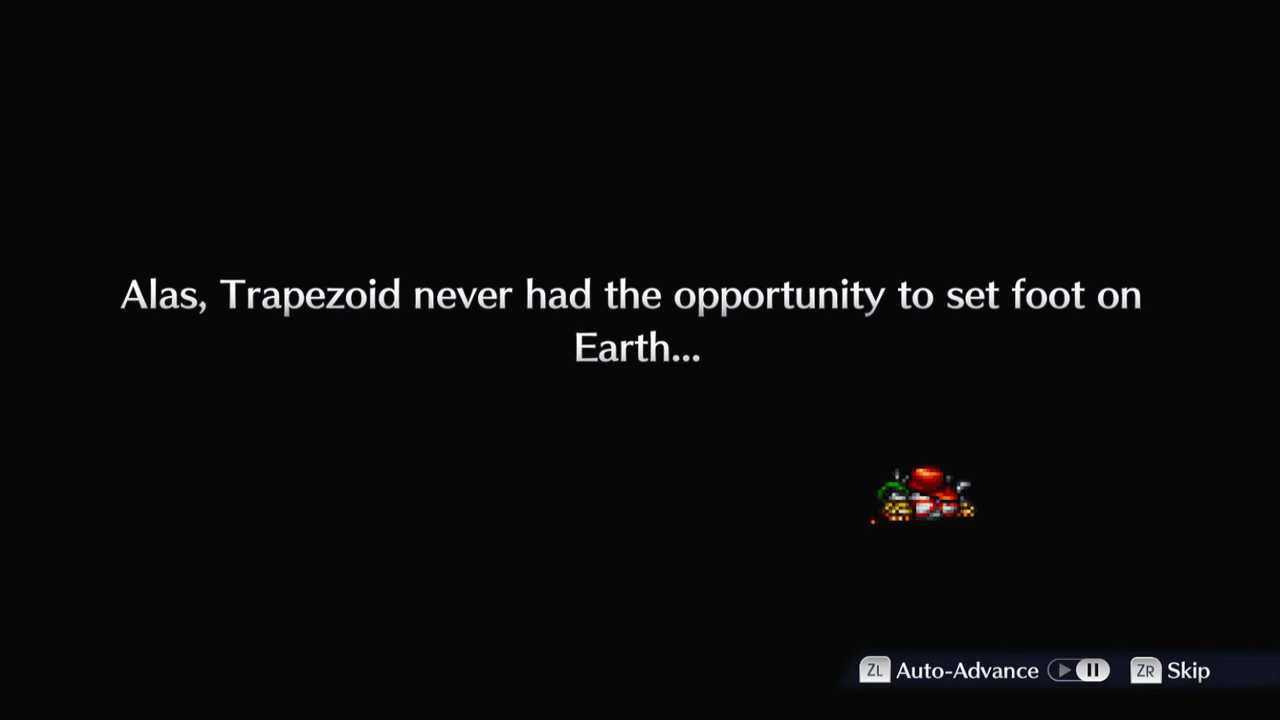 Alas, Trapezoid never had the opportunity to set foot on
Earth...
ZL Auto-Advance ZR Skip